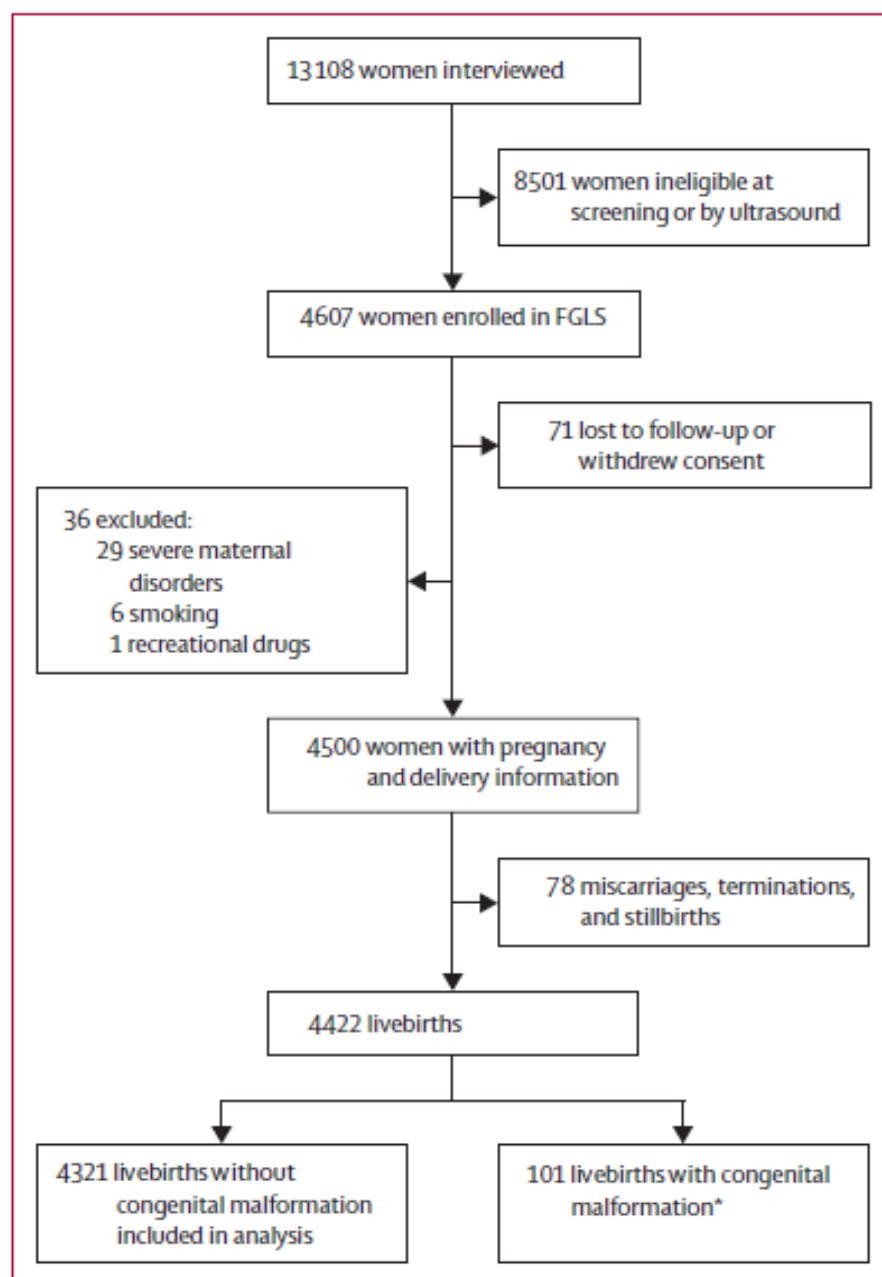 13108 women interviewed
8501 women ineligible at
screening or by ultrasound
4607 women enrolled in FGLS
71 lost to follow-up or
withdrew consent
36 excluded:
29 severe maternal
disorders
6 smoking
1 recreational drugs
4500 women with pregnancy
and delivery information
78 miscarriages, terminations,
and stillbirths
4422 livebirths
4321 livebirths without
congenital malformation
included in analysis
101 livebirths with congenital
malformation*